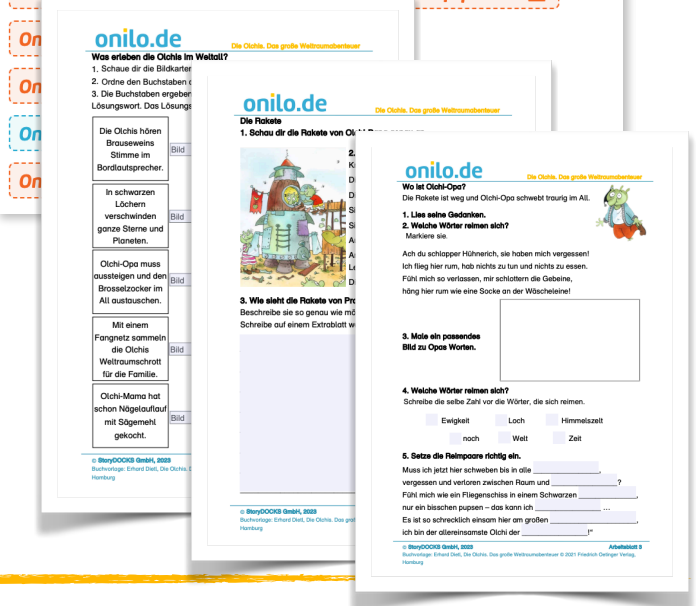 On
On
On
On
onilo.de
Die Olchis. Das große Weltraumabenteuer
Was erleben die Olchis im Weltall?
1. Schaue dir die Bildkarten
2. Ordne den Buchstaben
3. Die Buchstaben ergeben
Lösungswort. Das Lösungs
Die Olchis hören
Brauseweins
Stimme im
Bordlautsprecher.
Bild
In schwarzen
Löchern
verschwinden
ganze Sterne und
Planeten.
Bild
Olchi-Opa muss
aussteigen und den
Brosselzocker im
All austauschen.
Bild
Mit einem
Fangnetz sammeln
die Olchis
Weltraumschrott
für die Familie.
Bild
Olchi-Mama hat
schon Nägelauflauf
mit Sägemehl
gekocht.
Bild
© StoryDOCKS GmbH, 2023
Buchvorlage: Erhard Dietl, Die Olchis.
Hamburg
onilo.de
Die Olchis. Das große Weltraumabenteuer
Die Rakete
1. Schau dir die Rakete von
2.
3. Wie sieht die Rakete von
Beschreibe sie so genau wie
Schreibe auf einem Extrablatt
© StoryDOCKS GmbH, 2023
Buchvorlage: Erhard Dietl, Die Olchis. Das
Hamburg
onilo.de
Die Olchis. Das große Weltraumabenteuer
Wo ist Olchi-Opa?
Die Rakete ist weg und Olchi-Opa schwebt traurig im All.
1. Lies seine Gedanken.
2. Welche Wörter reimen sich?
Markiere sie.
Ach du schlapper Hühnerich, sie haben mich vergessen!
Ich flieg hier rum, hab nichts zu tun und nichts zu essen.
Fühl mich so verlassen, mir schlottern die Gebeine,
häng hier rum wie eine Socke an der Wäscheleine!
3. Male ein passendes
Bild zu Opas Worten.
4. Welche Wörter reimen sich?
Schreibe die selbe Zahl vor die Wörter, die sich reimen.
Ewigkeit Loch Himmelszelt
noch Welt Zeit
5. Setze die Reimpaare richtig ein.
Muss ich jetzt hier schweben bis in alle ____________,
vergessen und verloren zwischen Raum und ____________?
Fühl mich wie ein Fliegenschiss in einem Schwarzen ____________,
nur ein bisschen pupsen – das kann ich ____________ ...
Es ist so schrecklich einsam hier am großen ____________,
ich bin der allereinsamste Olchi der ____________!“
© StoryDOCKS GmbH, 2023 Arbeitsblatt 5
Buchvorlage: Erhard Dietl, Die Olchis. Das große Weltraumabenteuer © 2021 Friedrich Oetinger Verlag,
Hamburg